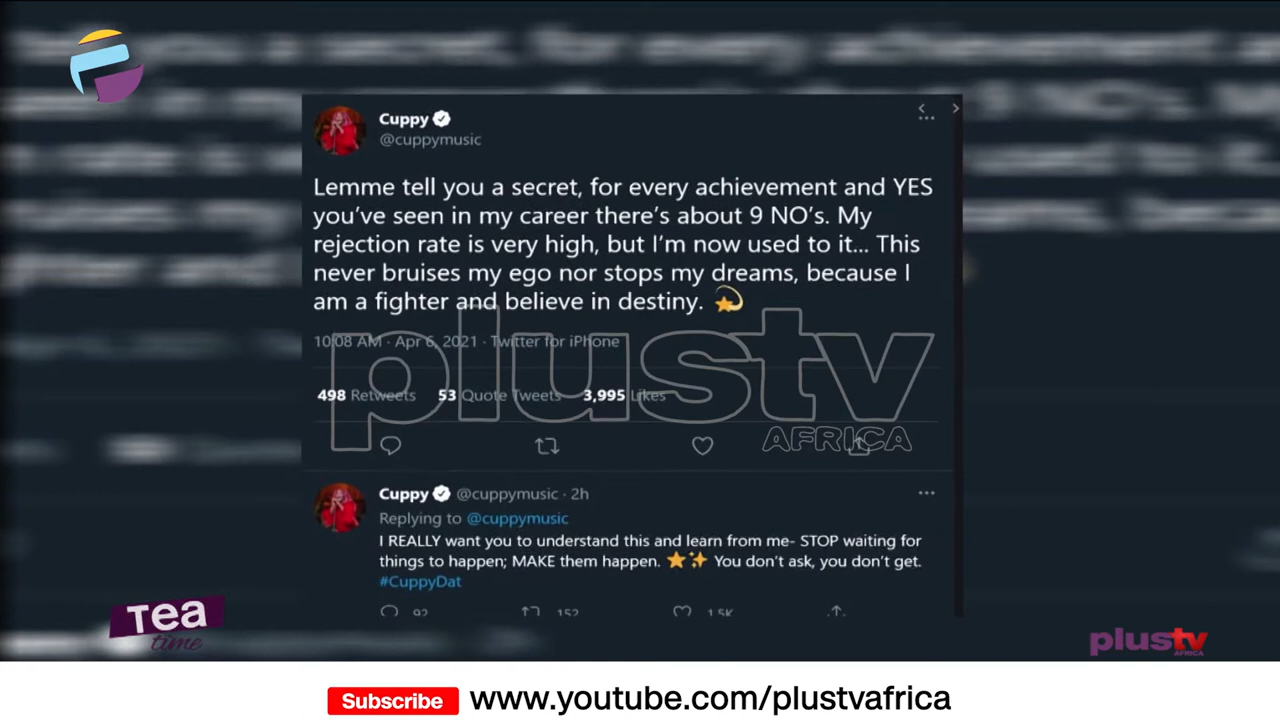 Cuppy
@cuppymusic
Lemme tell you a secret, for every achievement and YES
you've seen in my career there's about 9 NO's. My
rejection rate is very high, but I'm now used to it... This
never bruises my ego nor stops my dreams, because I
am a fighter and believe in destiny. 💫
10:08 AM · Apr 6, 2021 · Twitter for iPhone
498 Retweets 53 Quote Tweets 3,995 Likes
plustv
AFRICA
Cuppy @cuppymusic · 2h
Replying to @cuppymusic
I REALLY want you to understand this and learn from me- STOP waiting for
things to happen; MAKE them happen. ⭐✨ You don't ask, you don't get.
#CuppyDat
92 152 1.5K
Tea
time
plustv
AFRICA
Subscribe www.youtube.com/plustvafrica